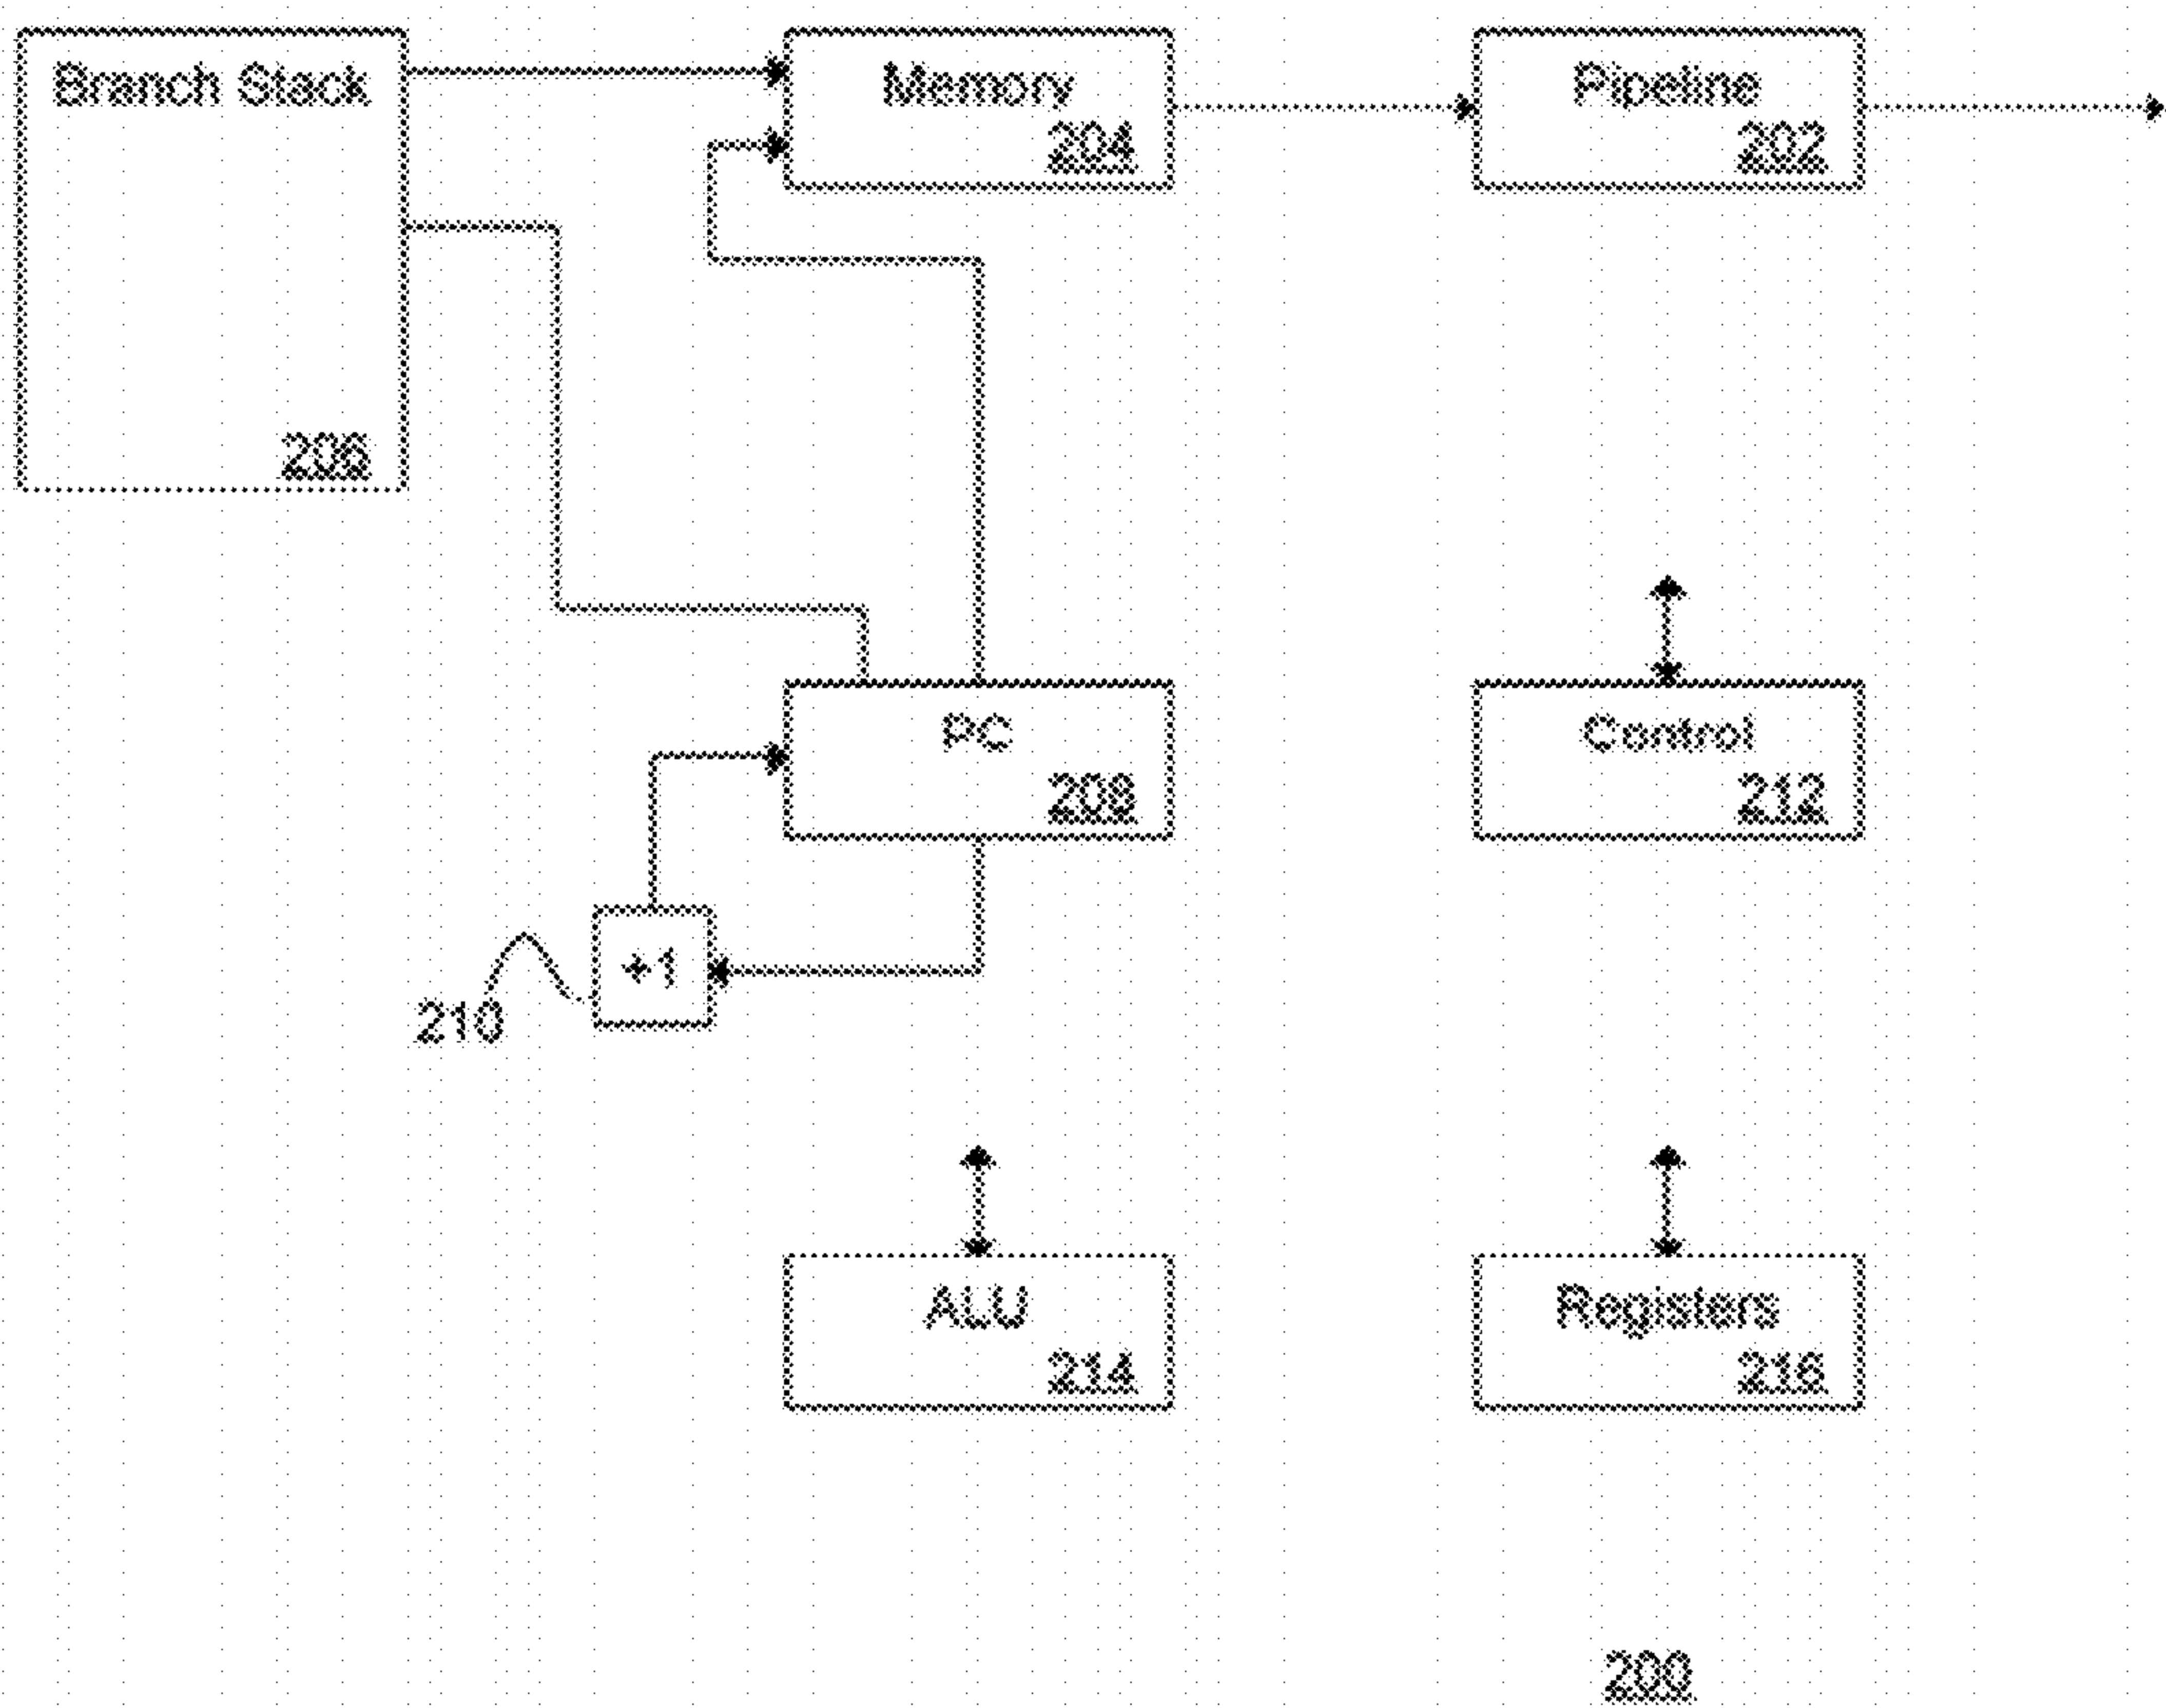 Branch Stack
206
Memory
204
Pipeline
202
PC
208
Control
212
+1
210
ALU
214
Registers
216
200